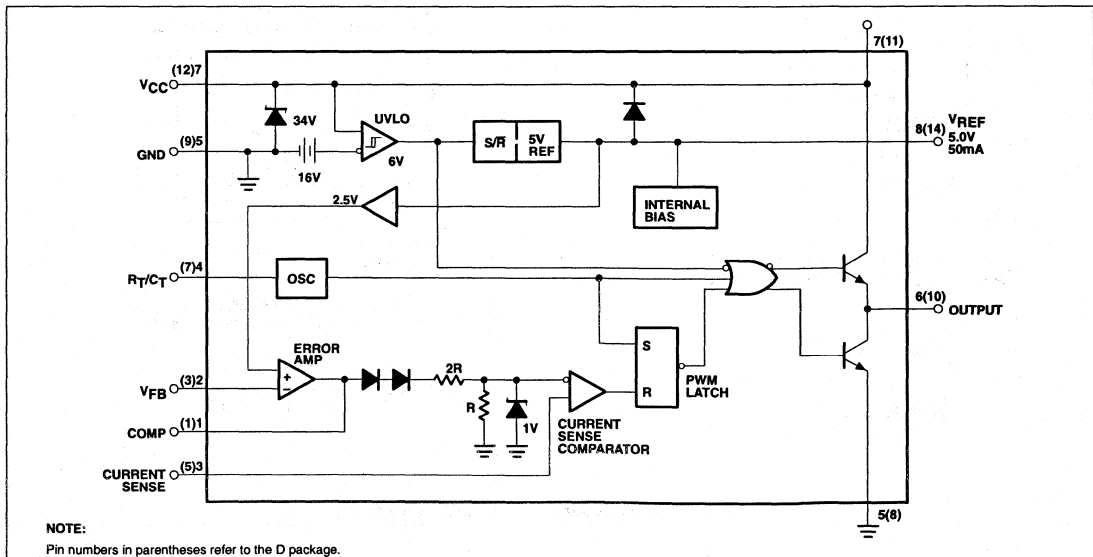 7(11)
VCC (12)7
34V
UVLO
S/R̅
5V REF
8(14)
VREF
5.0V
50mA
GND (9)5
16V
6V
2.5V
INTERNAL
BIAS
RT/CT (7)4
OSC
6(10)
OUTPUT
ERROR
AMP
2R
S
R
PWM
LATCH
VFB (3)2
R
1V
COMP (1)1
CURRENT
SENSE
COMPARATOR
CURRENT
SENSE (5)3
5(8)
NOTE:
Pin numbers in parentheses refer to the D package.